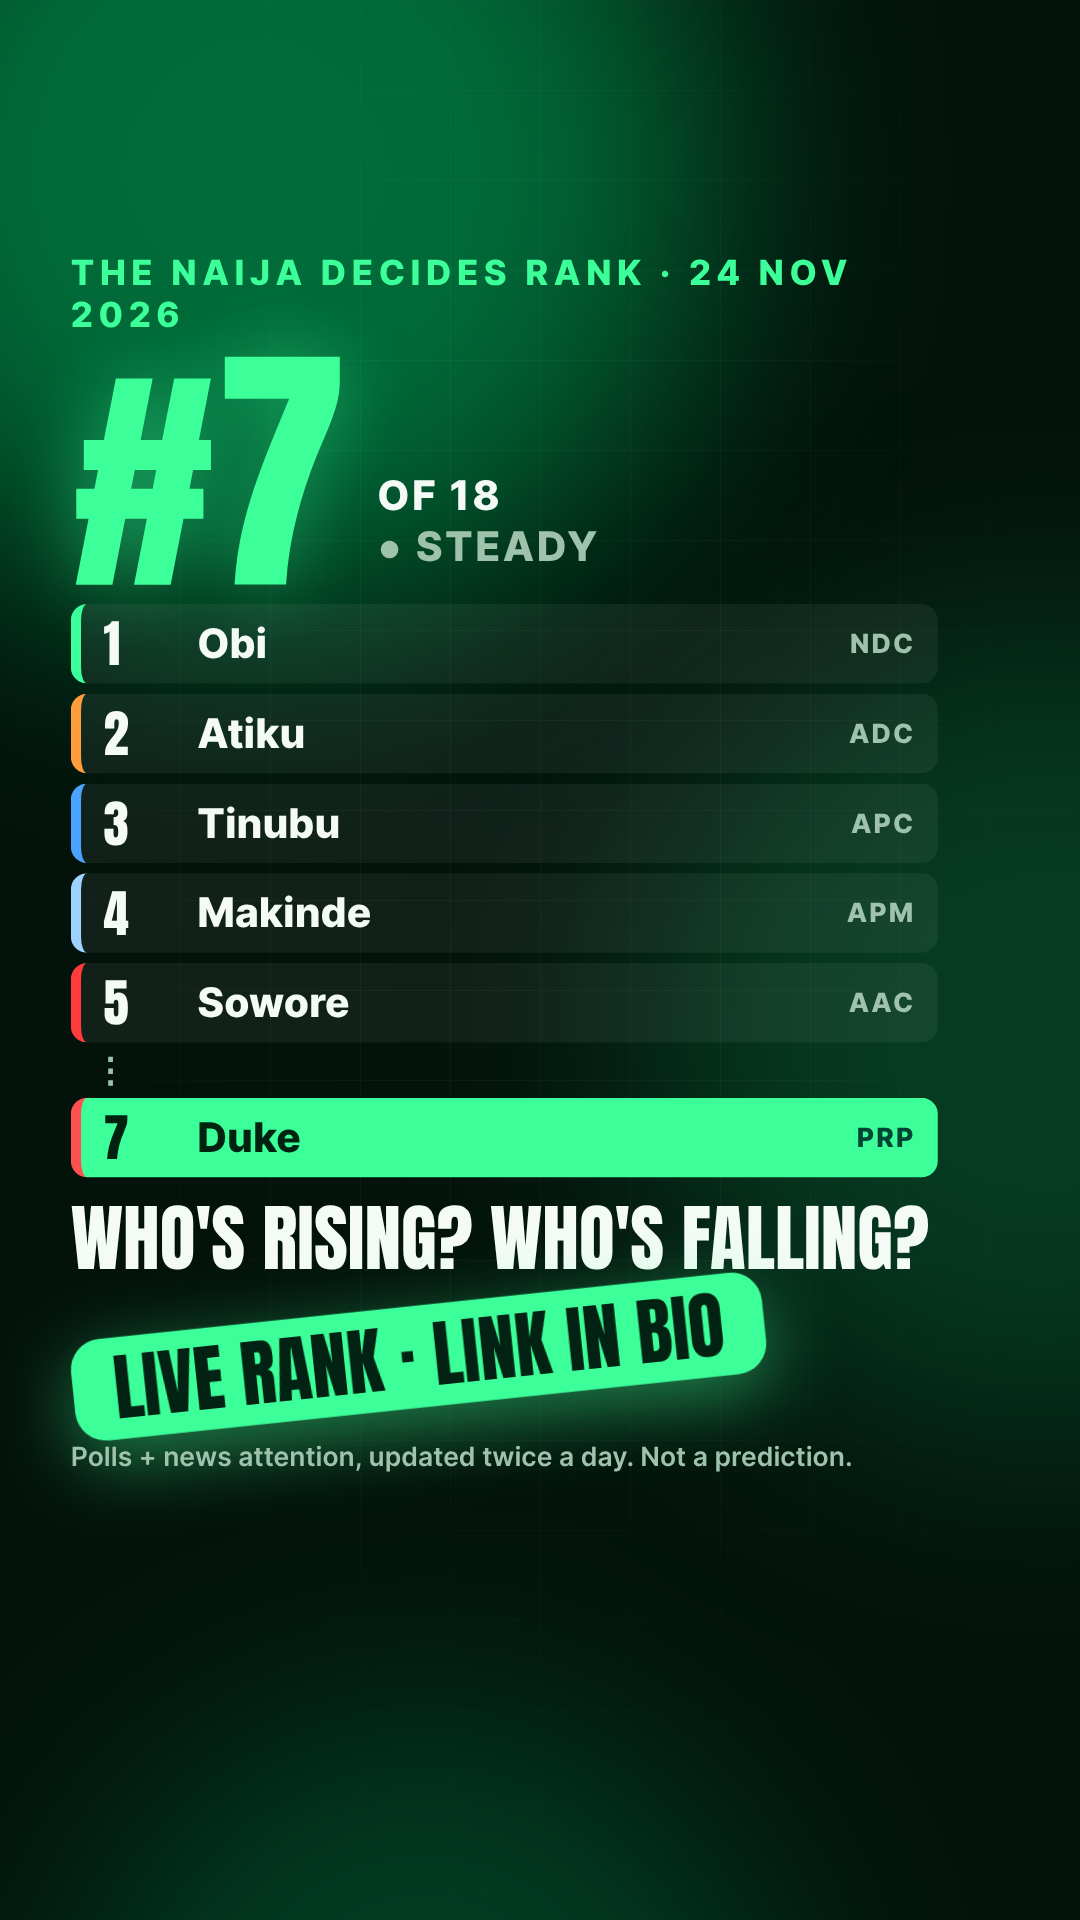 THE NAIJA DECIDES RANK · 24 NOV
2026
#7
OF 18
● STEADY
1 Obi NDC
2 Atiku ADC
3 Tinubu APC
4 Makinde APM
5 Sowore AAC
⋮
7 Duke PRP
WHO'S RISING? WHO'S FALLING?
LIVE RANK · LINK IN BIO
Polls + news attention, updated twice a day. Not a prediction.